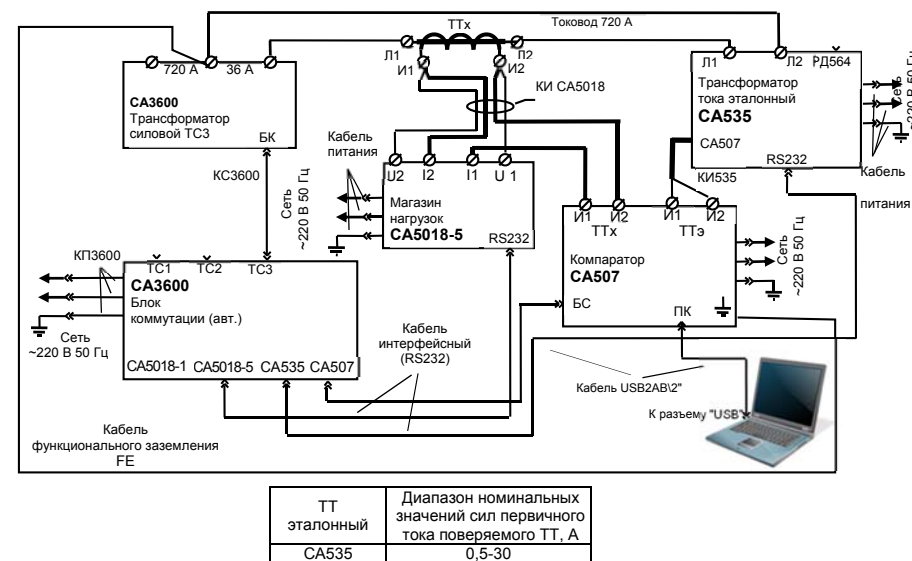 ТТх
Токовод 720 А
Л1
Л2
И1
И2
720 А
36 А
СА3600
Трансформатор
силовой ТС3
БК
КС3600
КИ СА5018
Кабель
питания
Сеть
~220 В 50 Гц
U2
I2
I1
U 1
Магазин
нагрузок
СА5018-5
RS232
Л1
Л2
РД564
Трансформатор
тока эталонный
СА535
СА507
RS232
Сеть
~220 В 50 Гц
Кабель
питания
КИ535
И1
И2
И1
И2
ТТх
ТТэ
Компаратор
СА507
БС
ПК
Сеть
~220 В 50 Гц
КП3600
ТС1
ТС2
ТС3
СА3600
Блок
коммутации (авт.)
Сеть
~220 В 50 Гц
СА5018-1
СА5018-5
СА535
СА507
Кабель
интерфейсный
(RS232)
Кабель USB2AB\2"
К разъему "USB"
Кабель
функционального заземления
FE
ТТ
эталонный
Диапазон номинальных
значений сил первичного
тока поверяемого ТТ, А
СА535
0,5-30